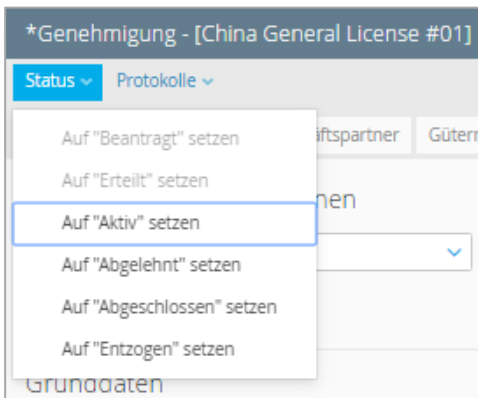 *Genehmigung - [China General License #01]
Status Protokolle
Auf "Beantragt" setzen
Auf "Erteilt" setzen
Auf "Aktiv" setzen
Auf "Abgelehnt" setzen
Auf "Abgeschlossen" setzen
Auf "Entzogen" setzen
Grunddaten